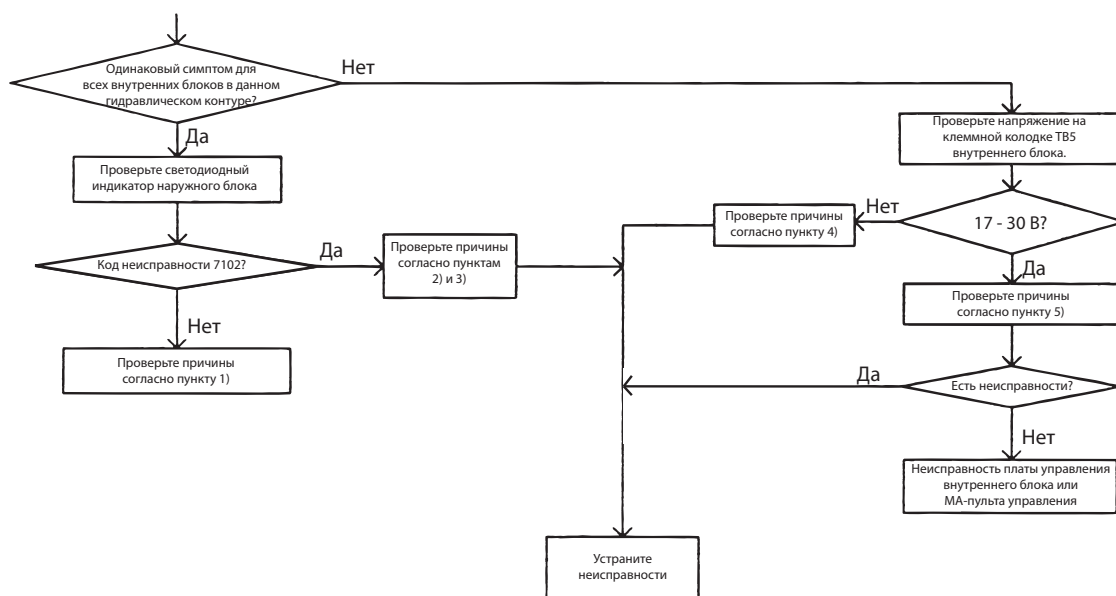 Одинаковый симптом для
всех внутренних блоков в данном
гидравлическом контуре?
Нет
Да
Проверьте светодиодный
индикатор наружного блока
Код неисправности 7102?
Да
Проверьте причины
согласно пунктам
2) и 3)
Нет
Проверьте причины
согласно пункту 1)
Проверьте напряжение на
клеммной колодке ТВ5
внутреннего блока.
17 - 30 В?
Нет
Проверьте причины
согласно пункту 4)
Да
Проверьте причины
согласно пункту 5)
Есть неисправности?
Да
Нет
Неисправность платы управления
внутреннего блока или
МА-пульта управления
Устраните
неисправности